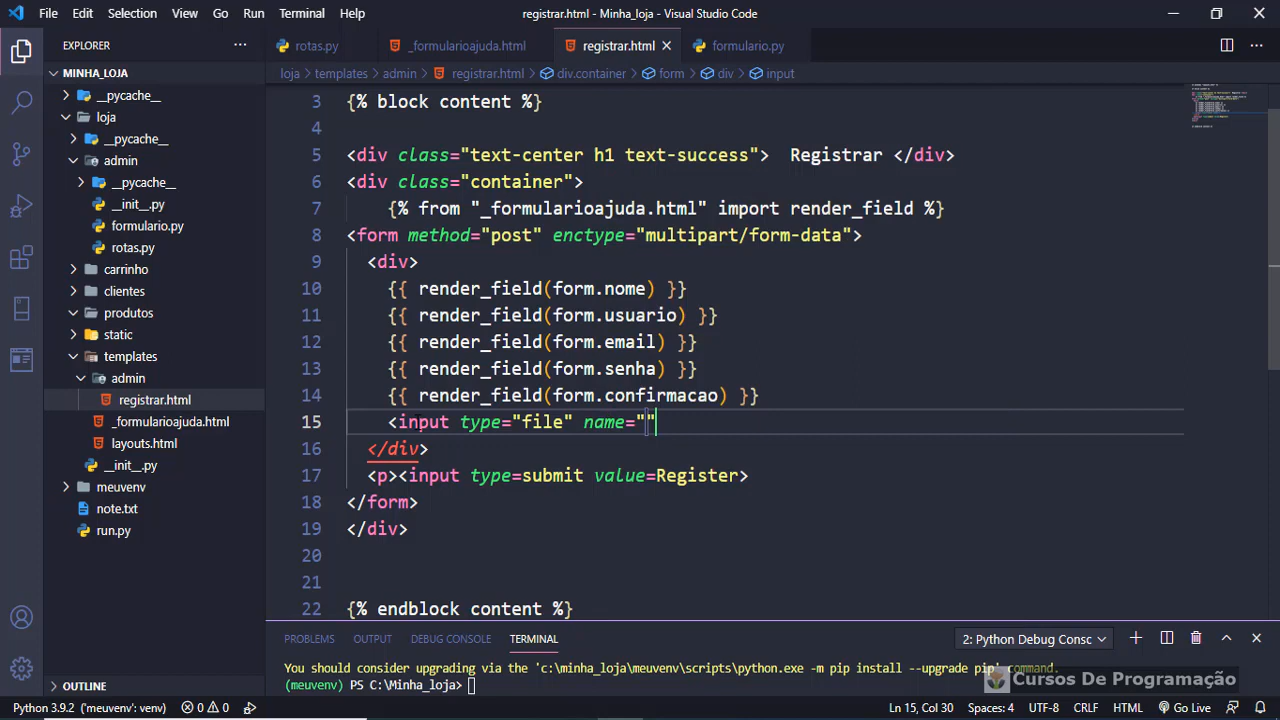 File Edit Selection View Go Run Terminal Help registrar.html - Minha_loja - Visual Studio Code
EXPLORER
rotas.py _formularioajuda.html registrar.html formulario.py
loja templates admin registrar.html div.container form div input
MINHA_LOJA
__pycache__
loja
__pycache__
admin
__pycache__
__init__.py
formulario.py
rotas.py
carrinho
clientes
produtos
static
templates
admin
registrar.html
_formularioajuda.html
layouts.html
__init__.py
meuvenv
note.txt
run.py
OUTLINE
3 {% block content %}
4
5 <div class="text-center h1 text-success">  Registrar </div>
6 <div class="container">
7 {% from "_formularioajuda.html" import render_field %}
8 <form method="post" enctype="multipart/form-data">
9 <div>
10 {{ render_field(form.nome) }}
11 {{ render_field(form.usuario) }}
12 {{ render_field(form.email) }}
13 {{ render_field(form.senha) }}
14 {{ render_field(form.confirmacao) }}
15 <input type="file" name=""
16 </div>
17 <p><input type=submit value=Register>
18 </form>
19 </div>
20
21
22 {% endblock content %}
PROBLEMS OUTPUT DEBUG CONSOLE TERMINAL 2: Python Debug Consc
You should consider upgrading via the 'c:\minha_loja\meuvenv\scripts\python.exe -m pip install --upgrade pip' command.
(meuvenv) PS C:\Minha_loja>
Cursos De Programação
Python 3.9.2 ('meuvenv': venv) 0 0 Ln 15, Col 30 Spaces: 4 UTF-8 CRLF HTML Go Live